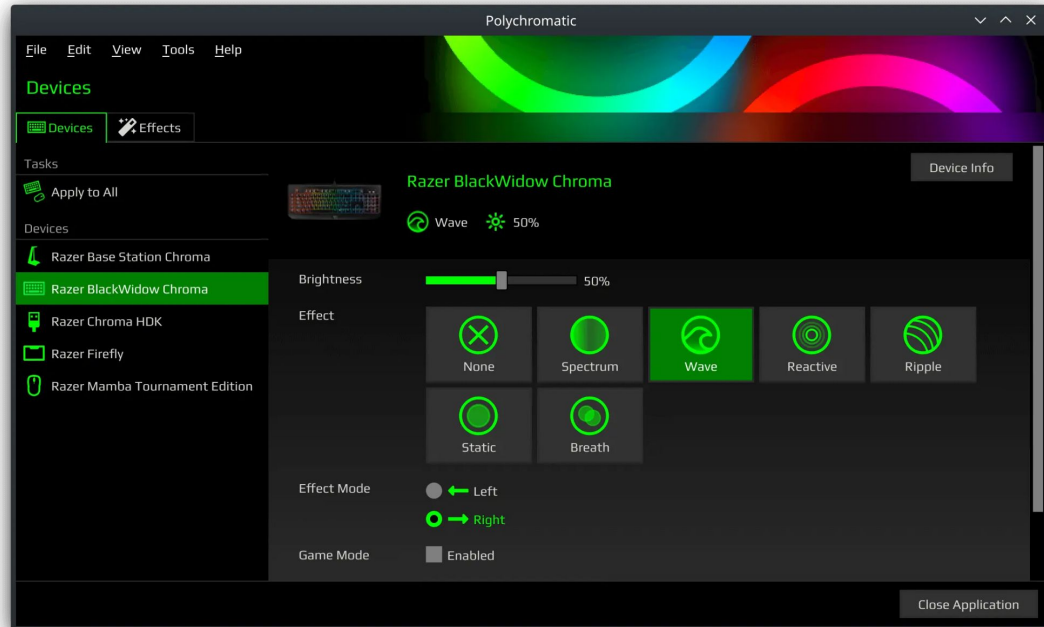 Polychromatic
File Edit View Tools Help
Devices
Devices Effects
Tasks
Apply to All
Devices
Razer Base Station Chroma
Razer BlackWidow Chroma
Razer Chroma HDK
Razer Firefly
Razer Mamba Tournament Edition
Device Info
Razer BlackWidow Chroma
Wave 50%
Brightness 50%
Effect
None Spectrum Wave Reactive Ripple
Static Breath
Effect Mode Left
Right
Game Mode Enabled
Close Application